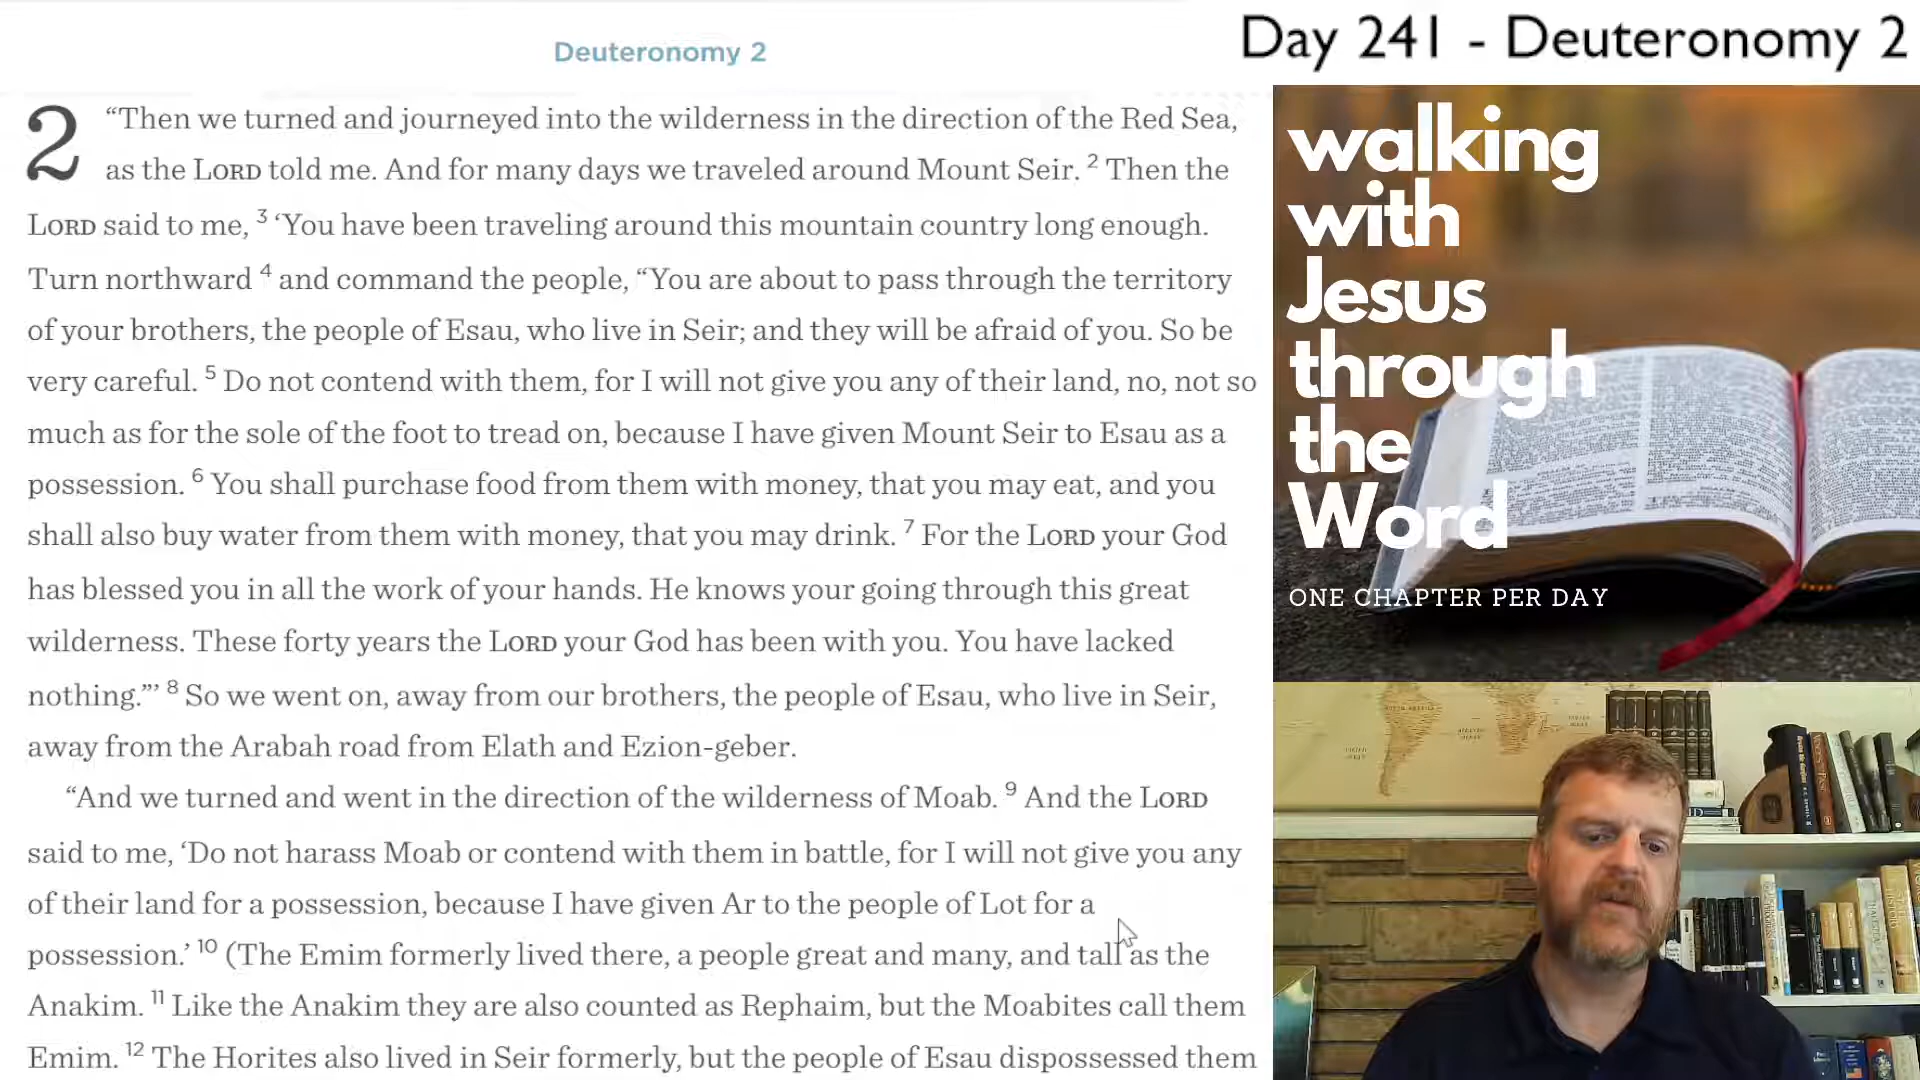 Deuteronomy 2
Day 241 - Deuteronomy 2
2 “Then we turned and journeyed into the wilderness in the direction of the Red Sea,
as the LORD told me. And for many days we traveled around Mount Seir. 2 Then the
LORD said to me, 3 ‘You have been traveling around this mountain country long enough.
Turn northward 4 and command the people, “You are about to pass through the territory
of your brothers, the people of Esau, who live in Seir; and they will be afraid of you. So be
very careful. 5 Do not contend with them, for I will not give you any of their land, no, not so
much as for the sole of the foot to tread on, because I have given Mount Seir to Esau as a
possession. 6 You shall purchase food from them with money, that you may eat, and you
shall also buy water from them with money, that you may drink. 7 For the LORD your God
has blessed you in all the work of your hands. He knows your going through this great
wilderness. These forty years the LORD your God has been with you. You have lacked
nothing.”’ 8 So we went on, away from our brothers, the people of Esau, who live in Seir,
away from the Arabah road from Elath and Ezion-geber.
“And we turned and went in the direction of the wilderness of Moab. 9 And the LORD
said to me, ‘Do not harass Moab or contend with them in battle, for I will not give you any
of their land for a possession, because I have given Ar to the people of Lot for a
possession.’ 10 (The Emim formerly lived there, a people great and many, and tall as the
Anakim. 11 Like the Anakim they are also counted as Rephaim, but the Moabites call them
Emim. 12 The Horites also lived in Seir formerly, but the people of Esau dispossessed them
walking
with
Jesus
through
the
Word
ONE CHAPTER PER DAY